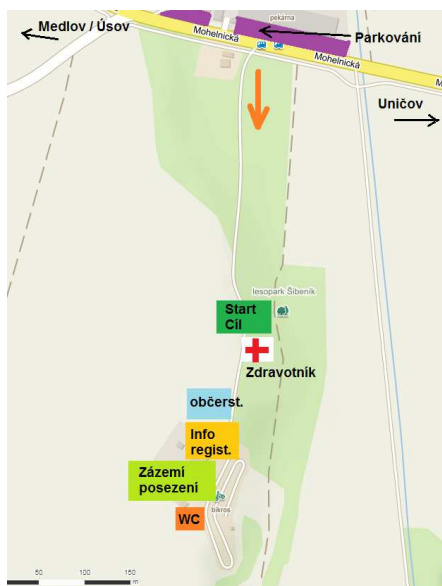 pekárna
Medlov / Úsov
Parkování
Mohelnická
Mohelnická
Uničov
lesopark Šibeník
Start
Cíl
Zdravotník
občerst.
Info
regist.
Zázemí
posezení
bikros
WC
50 100 150
m